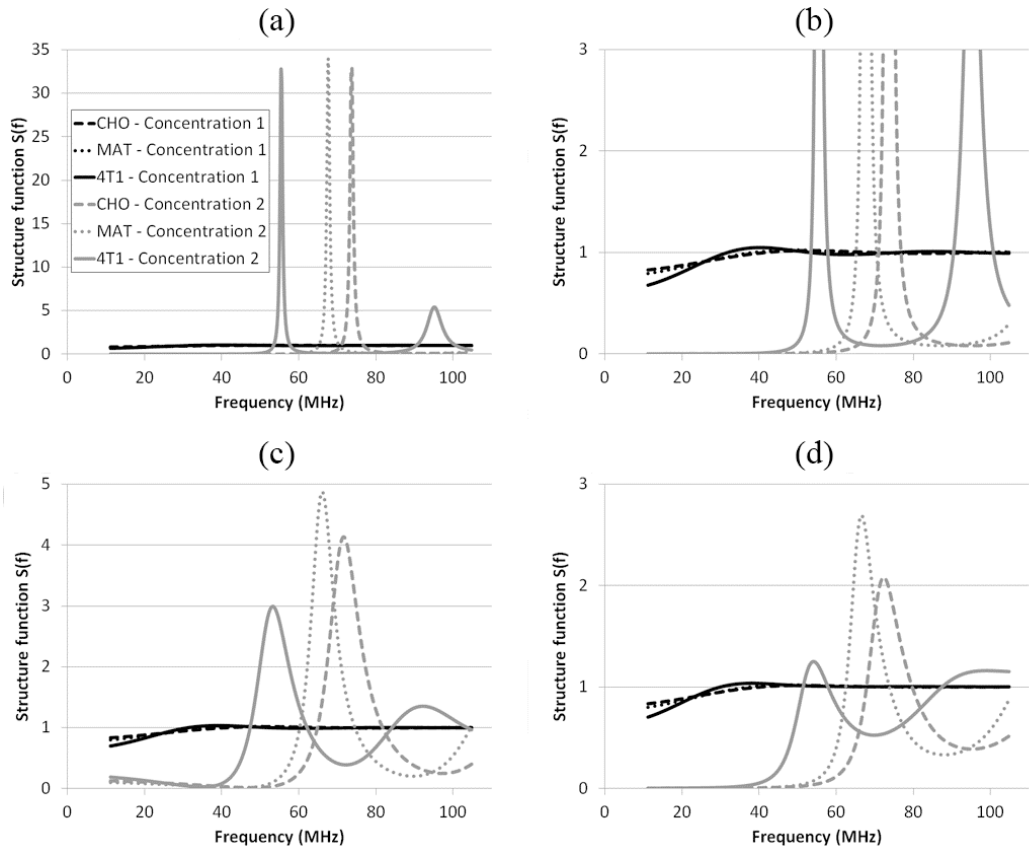 (a)
35
30
25
20
15
10
5
0
Structure function S(f)
CHO - Concentration 1
MAT - Concentration 1
4T1 - Concentration 1
CHO - Concentration 2
MAT - Concentration 2
4T1 - Concentration 2
0 20 40 60 80 100
Frequency (MHz)
(b)
3
2
1
0
Structure function S(f)
0 20 40 60 80 100
Frequency (MHz)
(c)
5
4
3
2
1
0
Structure function S(f)
0 20 40 60 80 100
Frequency (MHz)
(d)
3
2
1
0
Structure function S(f)
0 20 40 60 80 100
Frequency (MHz)